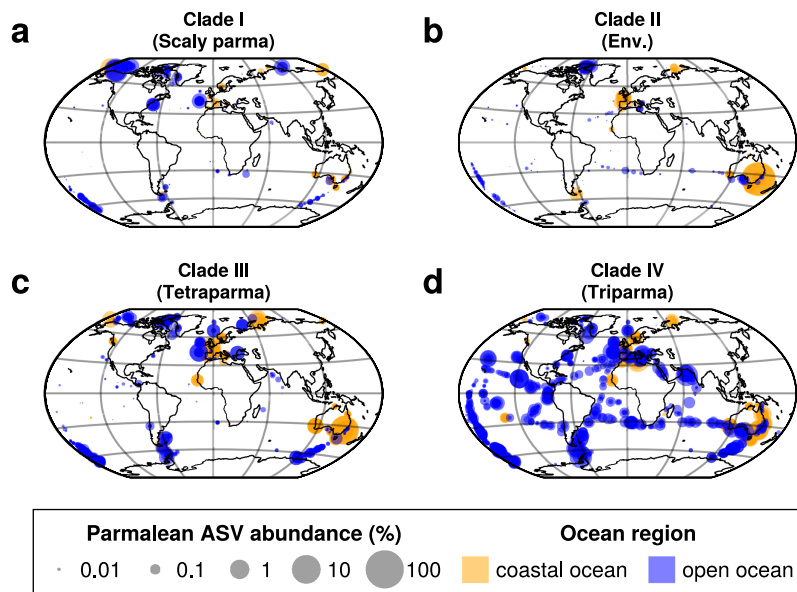 a
Clade I
(Scaly parma)
b
Clade II
(Env.)
c
Clade III
(Tetraparma)
d
Clade IV
(Triparma)
Parmalean ASV abundance (%)
0.01 0.1 1 10 100
Ocean region
coastal ocean open ocean